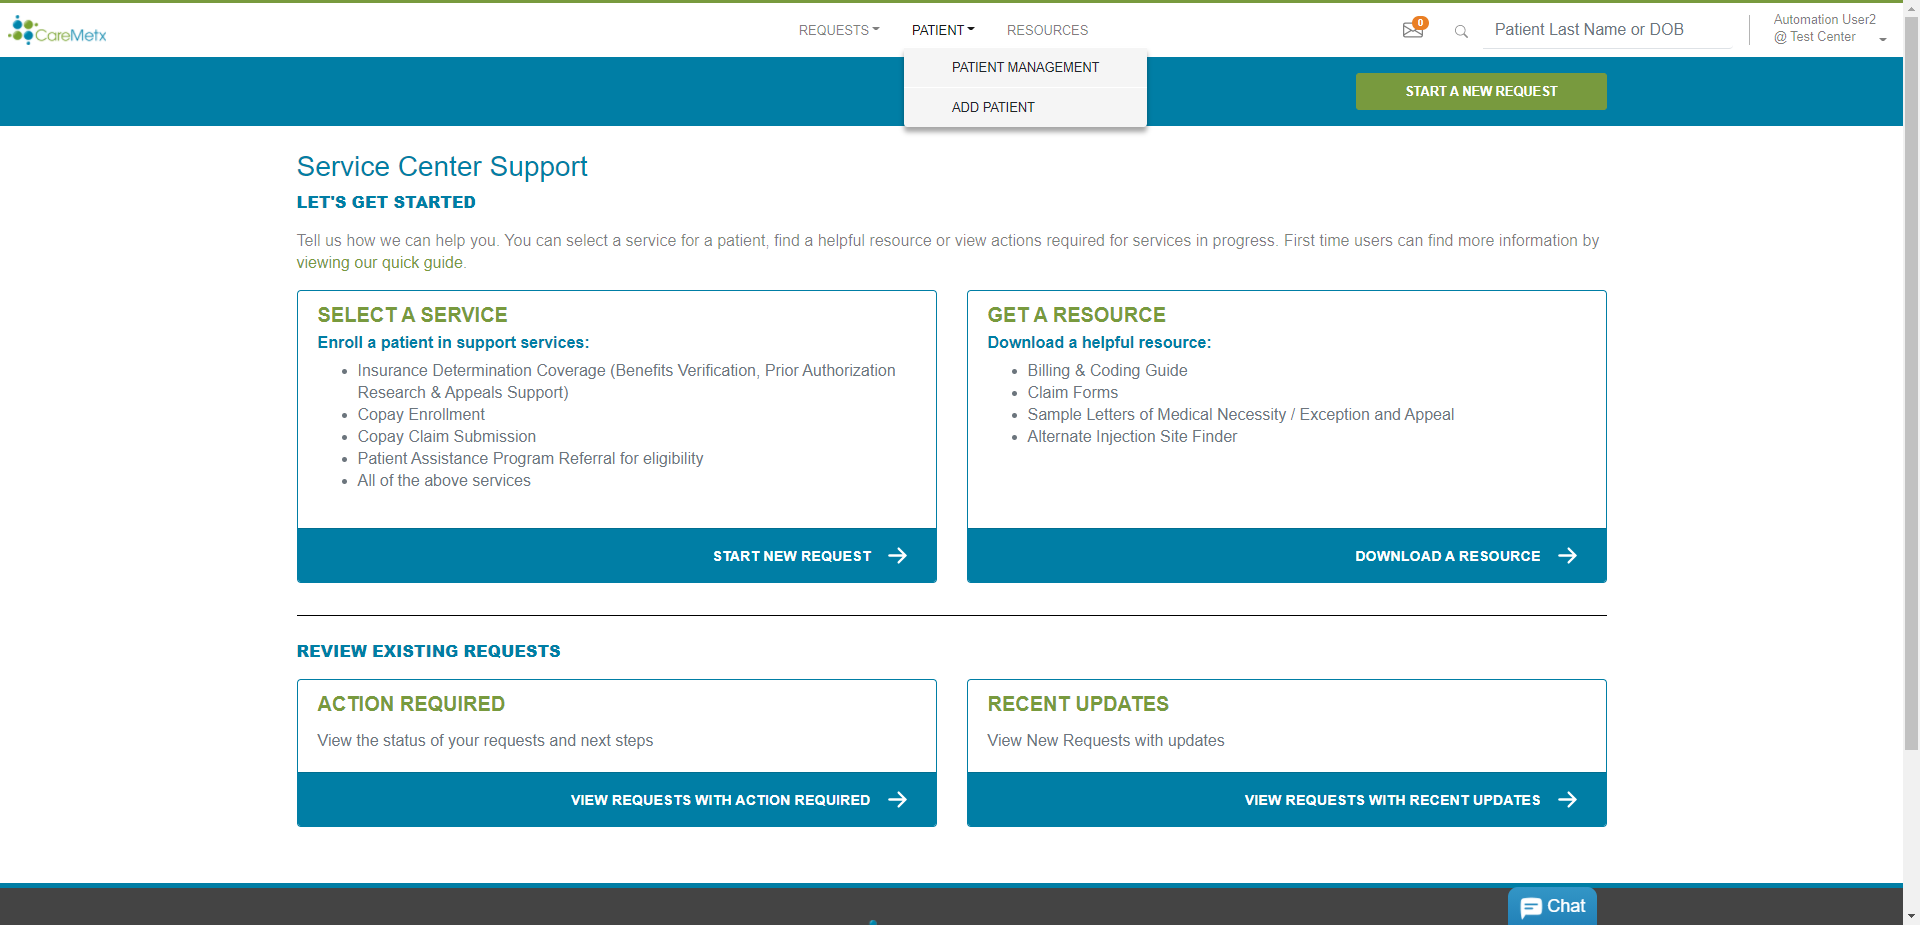 CareMetx
REQUESTS
PATIENT
RESOURCES
0
Patient Last Name or DOB
Automation User2
@ Test Center
PATIENT MANAGEMENT
ADD PATIENT
START A NEW REQUEST
Service Center Support
LET'S GET STARTED
Tell us how we can help you. You can select a service for a patient, find a helpful resource or view actions required for services in progress. First time users can find more information by
viewing our quick guide.
SELECT A SERVICE
Enroll a patient in support services:
• Insurance Determination Coverage (Benefits Verification, Prior Authorization
Research & Appeals Support)
• Copay Enrollment
• Copay Claim Submission
• Patient Assistance Program Referral for eligibility
• All of the above services
START NEW REQUEST
GET A RESOURCE
Download a helpful resource:
• Billing & Coding Guide
• Claim Forms
• Sample Letters of Medical Necessity / Exception and Appeal
• Alternate Injection Site Finder
DOWNLOAD A RESOURCE
REVIEW EXISTING REQUESTS
ACTION REQUIRED
View the status of your requests and next steps
VIEW REQUESTS WITH ACTION REQUIRED
RECENT UPDATES
View New Requests with updates
VIEW REQUESTS WITH RECENT UPDATES
Chat